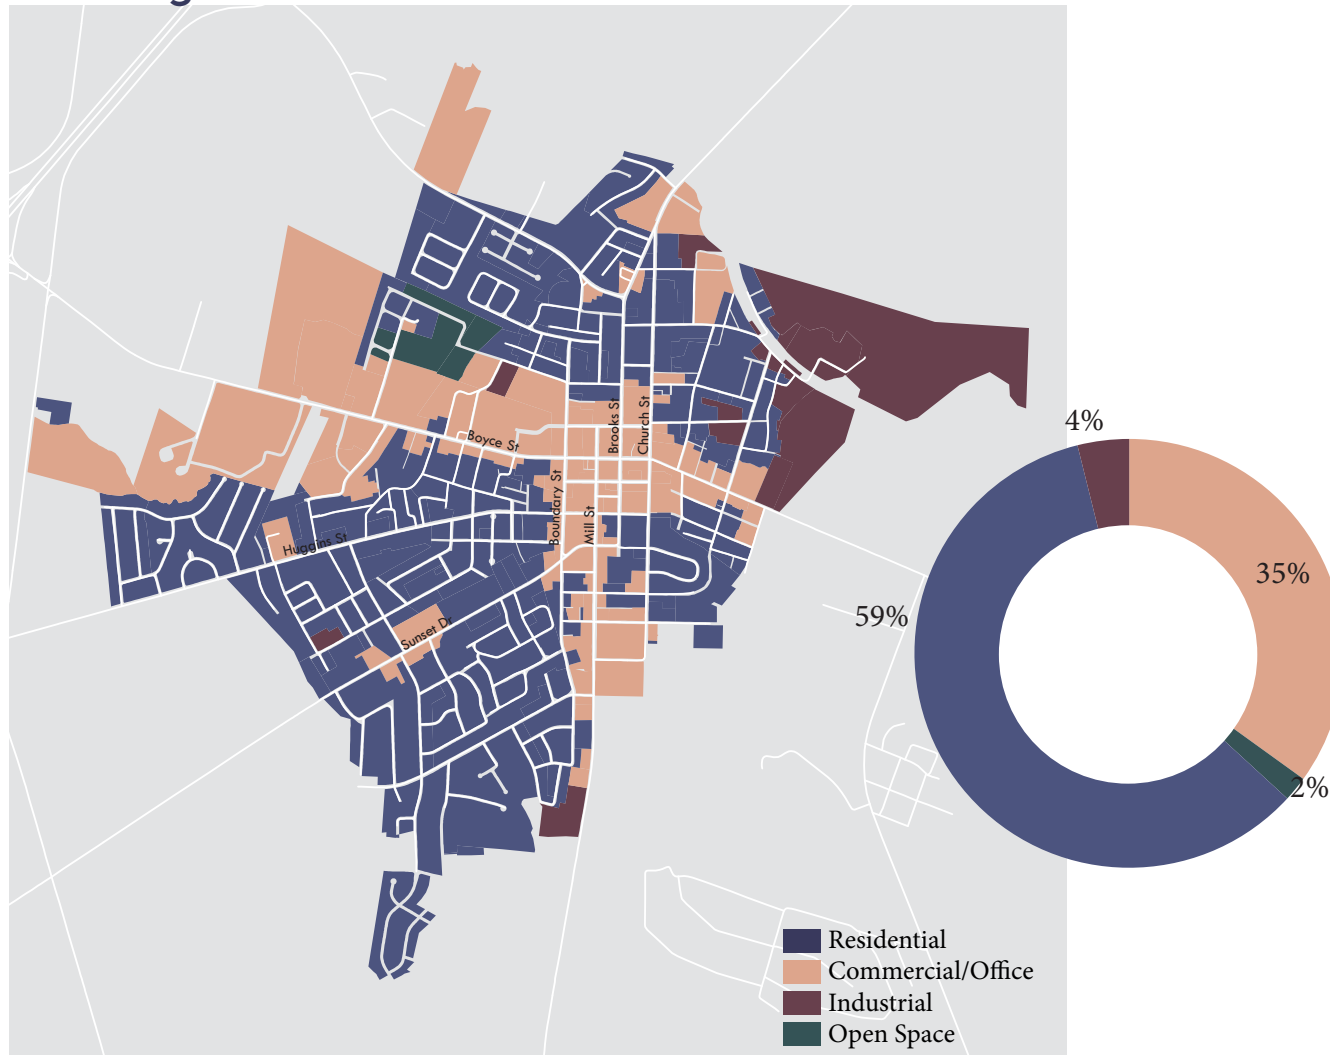 Brooks St
Church St
Boyce St
Boundary St
Mill St
Huggins St
Sunset Dr
4%
35%
59%
2%
Residential
Commercial/Office
Industrial
Open Space